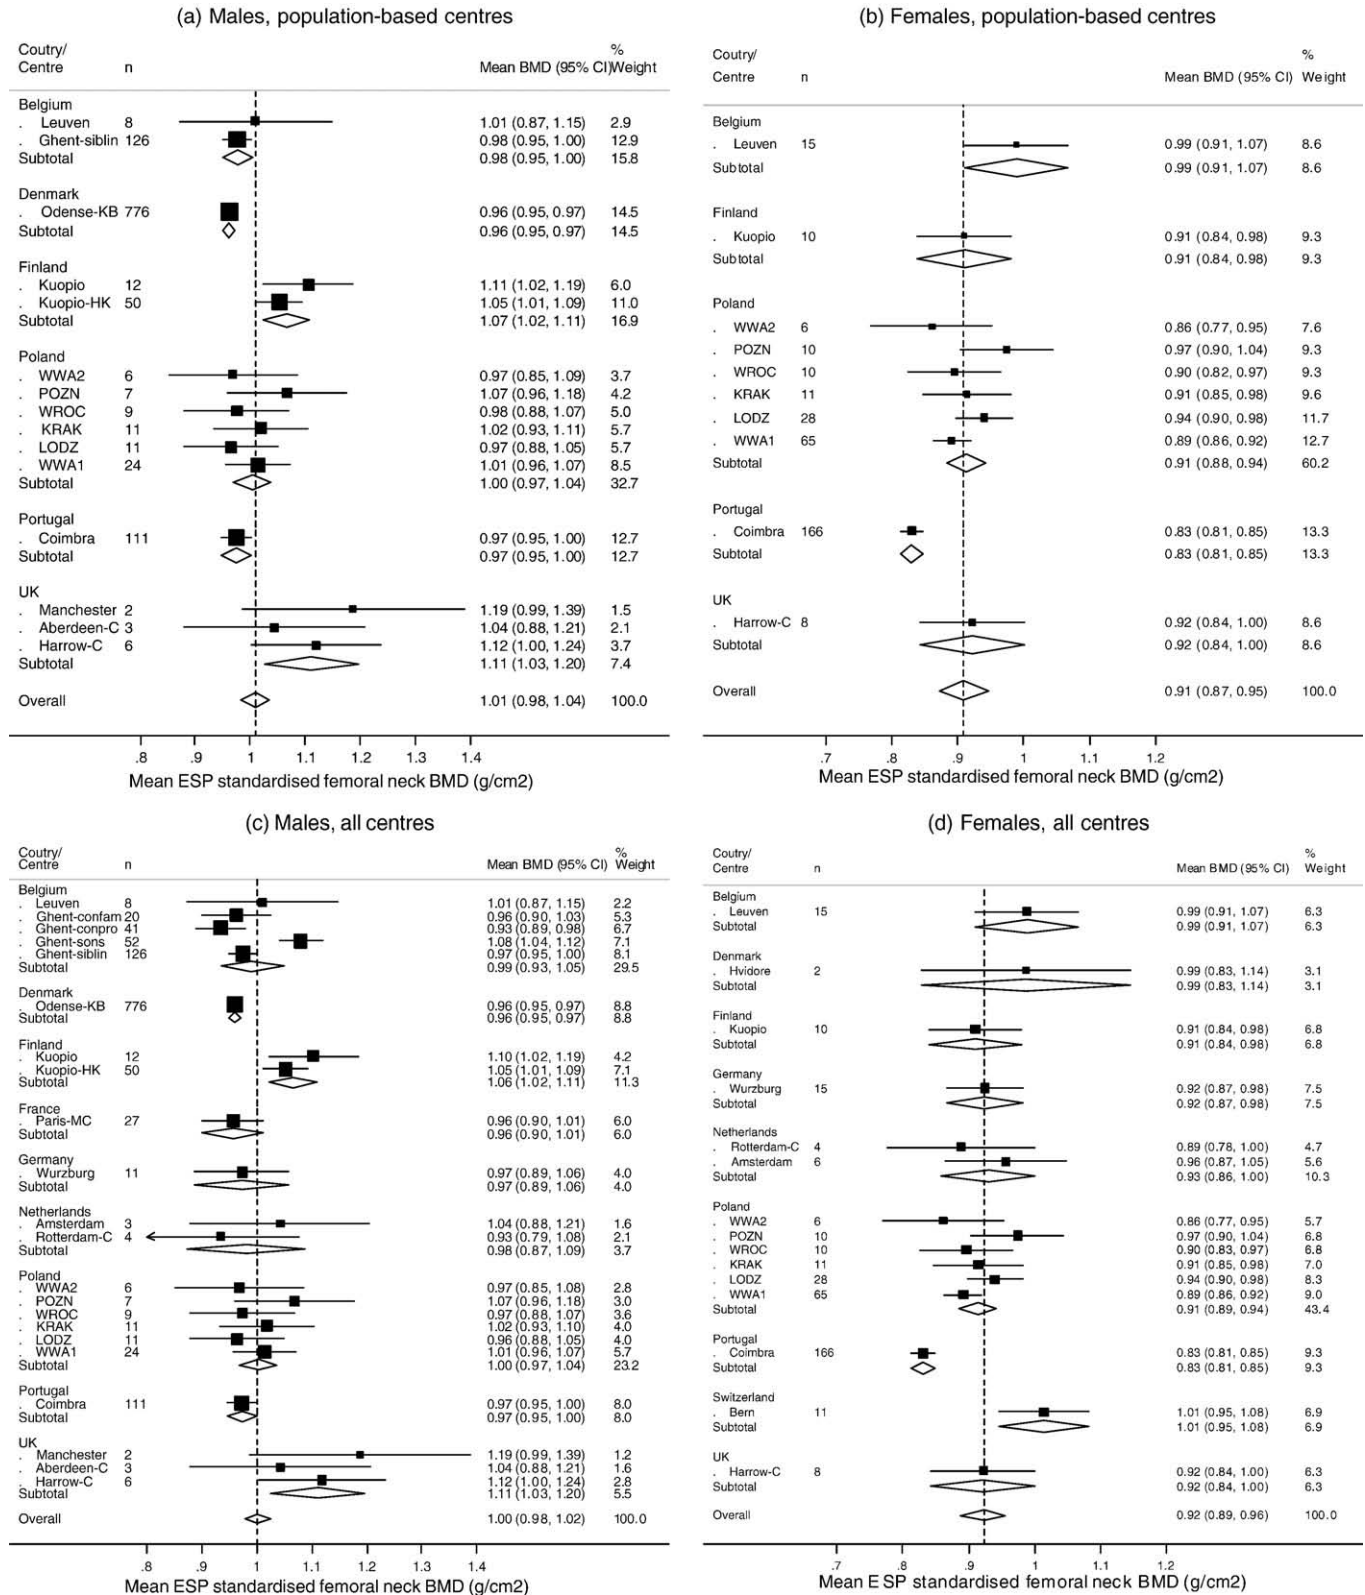 (a) Males, population-based centres
Coutry/ %
Centre n Mean BMD (95% CI) Weight
Belgium
. Leuven 8 1.01 (0.87, 1.15) 2.9
. Ghent-siblin 126 0.98 (0.95, 1.00) 12.9
Subtotal 0.98 (0.95, 1.00) 15.8
Denmark
. Odense-KB 776 0.96 (0.95, 0.97) 14.5
Subtotal 0.96 (0.95, 0.97) 14.5
Finland
. Kuopio 12 1.11 (1.02, 1.19) 6.0
. Kuopio-HK 50 1.05 (1.01, 1.09) 11.0
Subtotal 1.07 (1.02, 1.11) 16.9
Poland
. WWA2 6 0.97 (0.85, 1.09) 3.7
. POZN 7 1.07 (0.96, 1.18) 4.2
. WROC 9 0.98 (0.88, 1.07) 5.0
. KRAK 11 1.02 (0.93, 1.11) 5.7
. LODZ 11 0.97 (0.88, 1.05) 5.7
. WWA1 24 1.01 (0.96, 1.07) 8.5
Subtotal 1.00 (0.97, 1.04) 32.7
Portugal
. Coimbra 111 0.97 (0.95, 1.00) 12.7
Subtotal 0.97 (0.95, 1.00) 12.7
UK
. Manchester 2 1.19 (0.99, 1.39) 1.5
. Aberdeen-C 3 1.04 (0.88, 1.21) 2.1
. Harrow-C 6 1.12 (1.00, 1.24) 3.7
Subtotal 1.11 (1.03, 1.20) 7.4
Overall 1.01 (0.98, 1.04) 100.0
.8 .9 1 1.1 1.2 1.3 1.4
Mean ESP standardised femoral neck BMD (g/cm2)
(b) Females, population-based centres
Coutry/ %
Centre n Mean BMD (95% CI) Weight
Belgium
. Leuven 15 0.99 (0.91, 1.07) 8.6
Subtotal 0.99 (0.91, 1.07) 8.6
Finland
. Kuopio 10 0.91 (0.84, 0.98) 9.3
Subtotal 0.91 (0.84, 0.98) 9.3
Poland
. WWA2 6 0.86 (0.77, 0.95) 7.6
. POZN 10 0.97 (0.90, 1.04) 9.3
. WROC 10 0.90 (0.82, 0.97) 9.3
. KRAK 11 0.91 (0.85, 0.98) 9.6
. LODZ 28 0.94 (0.90, 0.98) 11.7
. WWA1 65 0.89 (0.86, 0.92) 12.7
Subtotal 0.91 (0.88, 0.94) 60.2
Portugal
. Coimbra 166 0.83 (0.81, 0.85) 13.3
Subtotal 0.83 (0.81, 0.85) 13.3
UK
. Harrow-C 8 0.92 (0.84, 1.00) 8.6
Subtotal 0.92 (0.84, 1.00) 8.6
Overall 0.91 (0.87, 0.95) 100.0
.7 .8 .9 1 1.1 1.2
Mean ESP standardised femoral neck BMD (g/cm2)
(c) Males, all centres
Coutry/ %
Centre n Mean BMD (95% CI) Weight
Belgium
. Leuven 8 1.01 (0.87, 1.15) 2.2
. Ghent-confam 20 0.96 (0.90, 1.03) 5.3
. Ghent-conpro 41 0.93 (0.89, 0.98) 6.7
. Ghent-sons 52 1.08 (1.04, 1.12) 7.1
. Ghent-siblin 126 0.97 (0.95, 1.00) 8.1
Subtotal 0.99 (0.93, 1.05) 29.5
Denmark
. Odense-KB 776 0.96 (0.95, 0.97) 8.8
Subtotal 0.96 (0.95, 0.97) 8.8
Finland
. Kuopio 12 1.10 (1.02, 1.19) 4.2
. Kuopio-HK 50 1.05 (1.01, 1.09) 7.1
Subtotal 1.06 (1.02, 1.11) 11.3
France
. Paris-MC 27 0.96 (0.90, 1.01) 6.0
Subtotal 0.96 (0.90, 1.01) 6.0
Germany
. Wurzburg 11 0.97 (0.89, 1.06) 4.0
Subtotal 0.97 (0.89, 1.06) 4.0
Netherlands
. Amsterdam 3 1.04 (0.88, 1.21) 1.6
. Rotterdam-C 4 0.93 (0.79, 1.08) 2.1
Subtotal 0.98 (0.87, 1.09) 3.7
Poland
. WWA2 6 0.97 (0.85, 1.08) 2.8
. POZN 7 1.07 (0.96, 1.18) 3.0
. WROC 9 0.97 (0.88, 1.07) 3.6
. KRAK 11 1.02 (0.93, 1.10) 4.0
. LODZ 11 0.96 (0.88, 1.05) 4.0
. WWA1 24 1.01 (0.96, 1.07) 5.7
Subtotal 1.00 (0.97, 1.04) 23.2
Portugal
. Coimbra 111 0.97 (0.95, 1.00) 8.0
Subtotal 0.97 (0.95, 1.00) 8.0
UK
. Manchester 2 1.19 (0.99, 1.39) 1.2
. Aberdeen-C 3 1.04 (0.88, 1.21) 1.6
. Harrow-C 6 1.12 (1.00, 1.24) 2.8
Subtotal 1.11 (1.03, 1.20) 5.5
Overall 1.00 (0.98, 1.02) 100.0
.8 .9 1 1.1 1.2 1.3 1.4
Mean ESP standardised femoral neck BMD (g/cm2)
(d) Females, all centres
Coutry/ %
Centre n Mean BMD (95% CI) Weight
Belgium
. Leuven 15 0.99 (0.91, 1.07) 6.3
Subtotal 0.99 (0.91, 1.07) 6.3
Denmark
. Hvidore 2 0.99 (0.83, 1.14) 3.1
Subtotal 0.99 (0.83, 1.14) 3.1
Finland
. Kuopio 10 0.91 (0.84, 0.98) 6.8
Subtotal 0.91 (0.84, 0.98) 6.8
Germany
. Wurzburg 15 0.92 (0.87, 0.98) 7.5
Subtotal 0.92 (0.87, 0.98) 7.5
Netherlands
. Rotterdam-C 4 0.89 (0.78, 1.00) 4.7
. Amsterdam 6 0.96 (0.87, 1.05) 5.6
Subtotal 0.93 (0.86, 1.00) 10.3
Poland
. WWA2 6 0.86 (0.77, 0.95) 5.7
. POZN 10 0.97 (0.90, 1.04) 6.8
. WROC 10 0.90 (0.83, 0.97) 6.8
. KRAK 11 0.91 (0.85, 0.98) 7.0
. LODZ 28 0.94 (0.90, 0.98) 8.3
. WWA1 65 0.89 (0.86, 0.92) 9.0
Subtotal 0.91 (0.89, 0.94) 43.4
Portugal
. Coimbra 166 0.83 (0.81, 0.85) 9.3
Subtotal 0.83 (0.81, 0.85) 9.3
Switzerland
. Bern 11 1.01 (0.95, 1.08) 6.9
Subtotal 1.01 (0.95, 1.08) 6.9
UK
. Harrow-C 8 0.92 (0.84, 1.00) 6.3
Subtotal 0.92 (0.84, 1.00) 6.3
Overall 0.92 (0.89, 0.96) 100.0
.7 .8 .9 1 1.1 1.2
Mean ESP standardised femoral neck BMD (g/cm2)